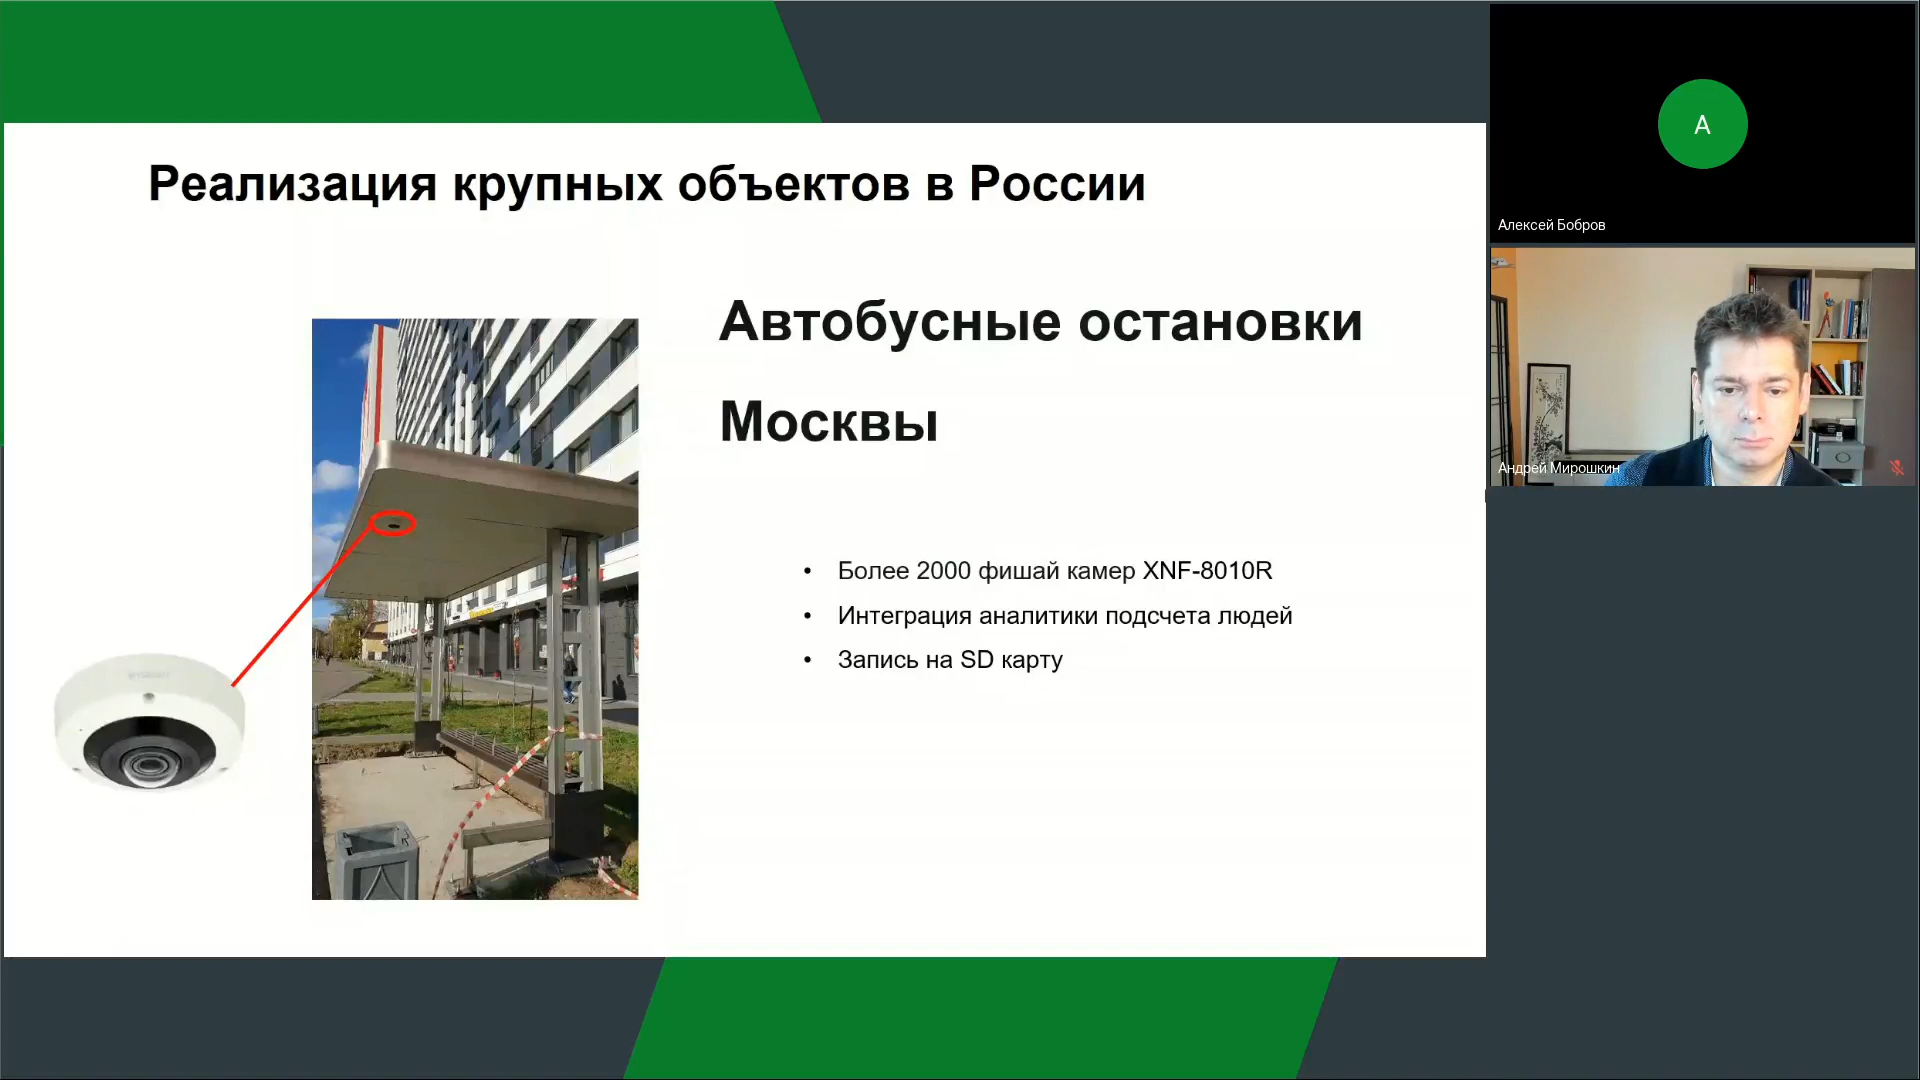 Реализация крупных объектов в России
Автобусные остановки
Москвы
• Более 2000 фишай камер XNF-8010R
• Интеграция аналитики подсчета людей
• Запись на SD карту
А
Алексей Бобров
Андрей Мирошкин